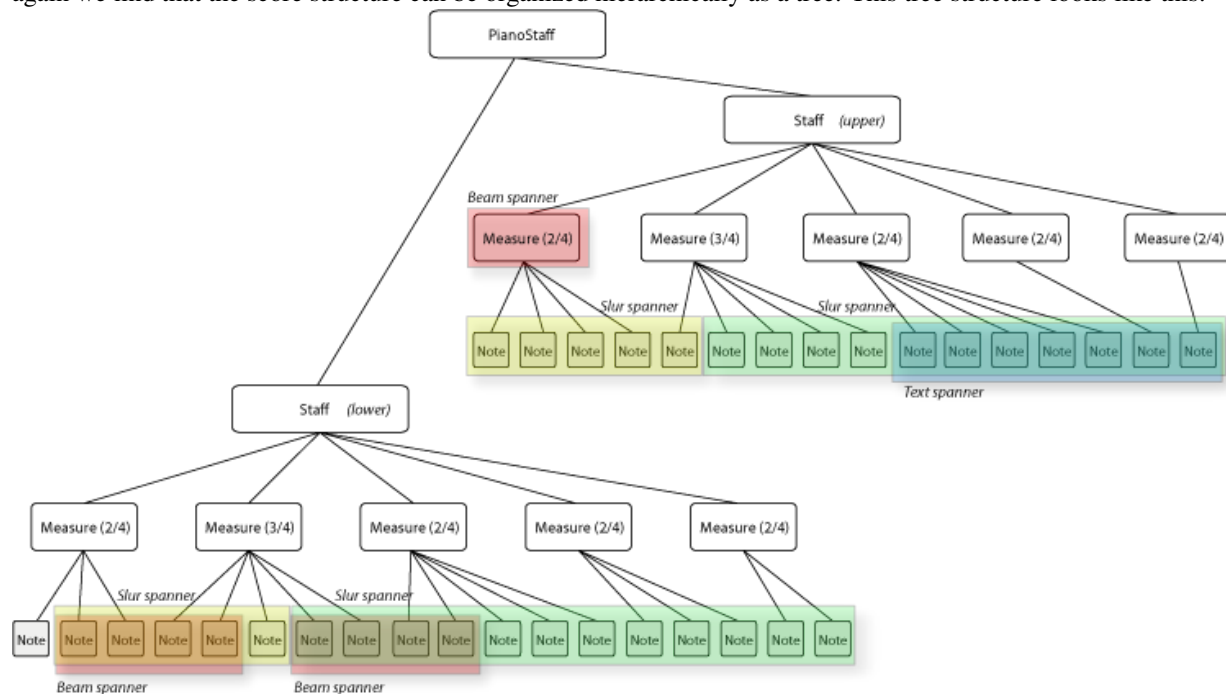 again we find that the score structure can be organized hierarchically as a tree. This tree structure looks like this:
PianoStaff
Staff (upper)
Beam spanner
Measure (2/4) Measure (3/4) Measure (2/4) Measure (2/4) Measure (2/4)
Slur spanner Slur spanner
Note Note Note Note Note Note Note Note Note Note Note Note Note Note Note Note
Text spanner
Staff (lower)
Measure (2/4) Measure (3/4) Measure (2/4) Measure (2/4) Measure (2/4)
Slur spanner Slur spanner
Note Note Note Note Note Note Note Note Note Note Note Note Note Note Note Note Note Note
Beam spanner Beam spanner